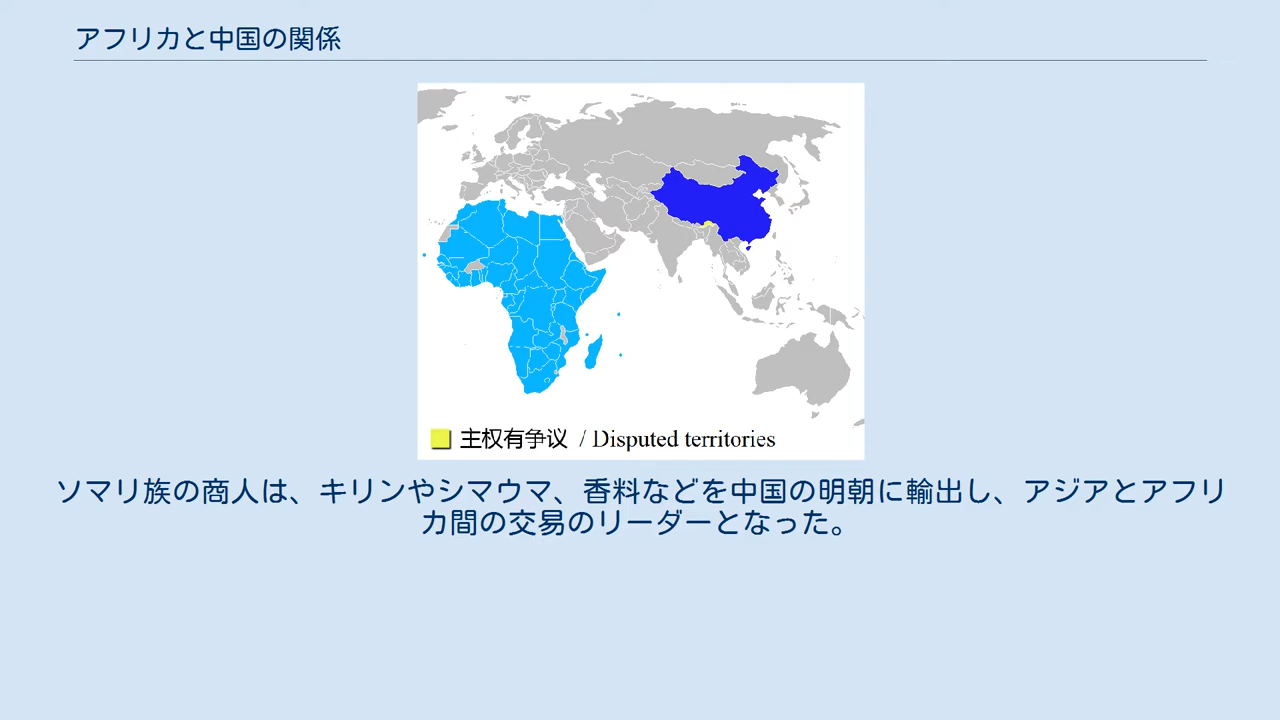 アフリカと中国の関係
主权有争议 / Disputed territories
ソマリ族の商人は、キリンやシマウマ、香料などを中国の明朝に輸出し、アジアとアフリ
カ間の交易のリーダーとなった。